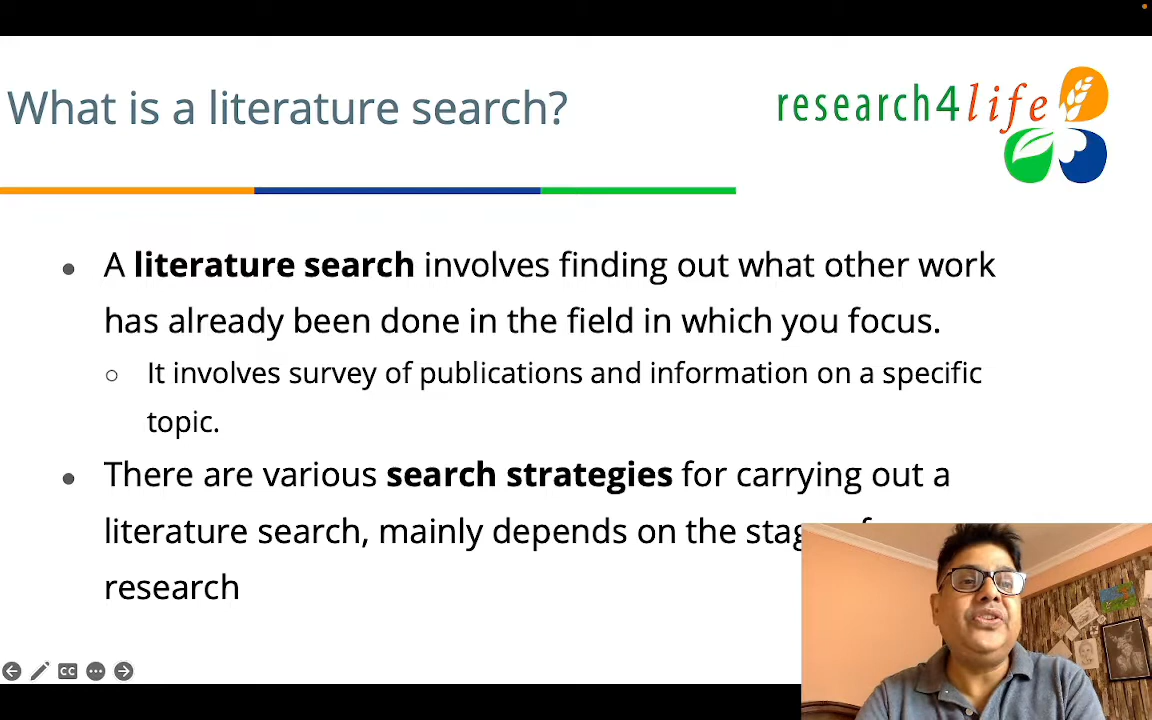 What is a literature search?
research4life
A literature search involves finding out what other work
has already been done in the field in which you focus.
It involves survey of publications and information on a specific
topic.
There are various search strategies for carrying out a
literature search, mainly depends on the
research
CC